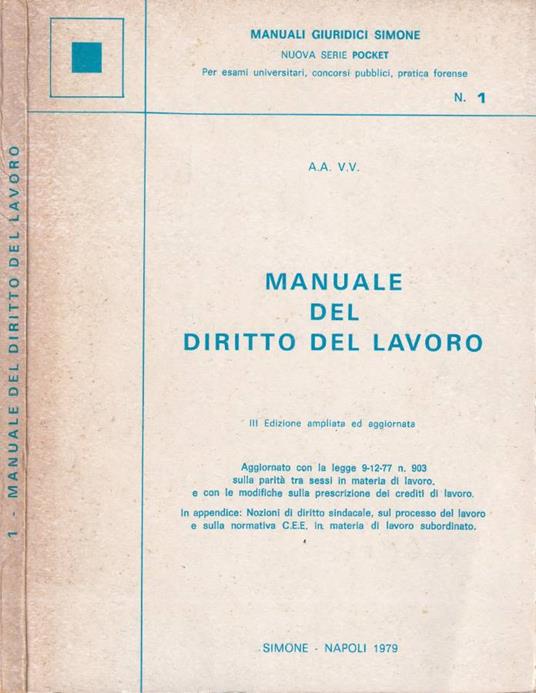 1 - MANUALE DEL DIRITTO DEL LAVORO
MANUALI GIURIDICI SIMONE
NUOVA SERIE POCKET
Per esami universitari, concorsi pubblici, pratica forense
N. 1
A.A. V.V.
MANUALE
DEL
DIRITTO DEL LAVORO
III Edizione ampliata ed aggiornata
Aggiornato con la legge 9-12-77 n. 903
sulla parità tra sessi in materia di lavoro,
e con le modifiche sulla prescrizione dei crediti di lavoro.
In appendice: Nozioni di diritto sindacale, sul processo del lavoro
e sulla normativa C.E.E. in materia di lavoro subordinato.
SIMONE - NAPOLI 1979